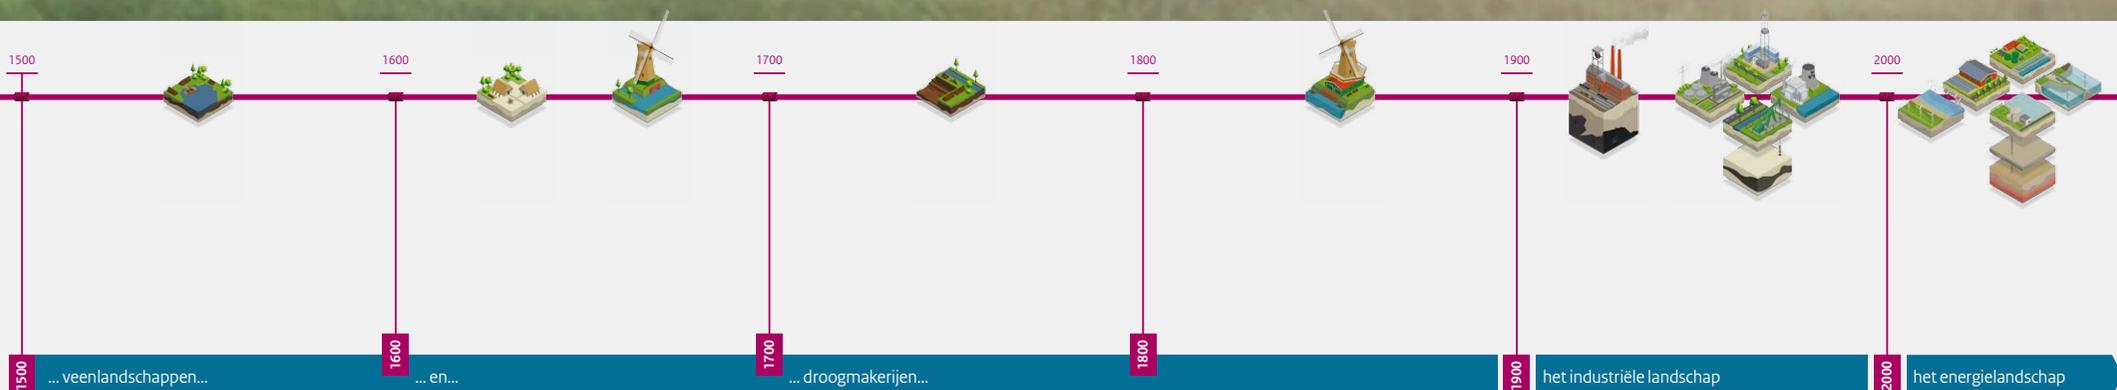 1500
1600
1700
1800
1900
2000
1500
1600
1700
1800
1900
2000
... veenlandschappen...
... en...
... droogmakerijen...
het industriële landschap
het energielandschap